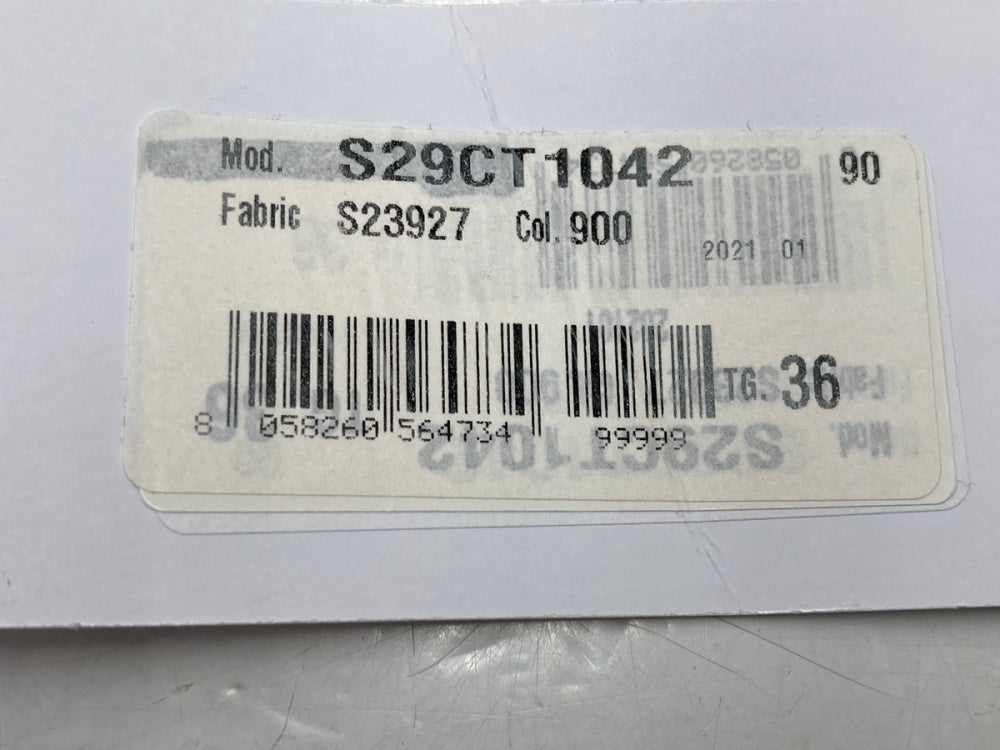 Mod. S29CT1042 90
Fabric S23927 Col. 900
2021 01
TG. 36
8 058260 564734 99999